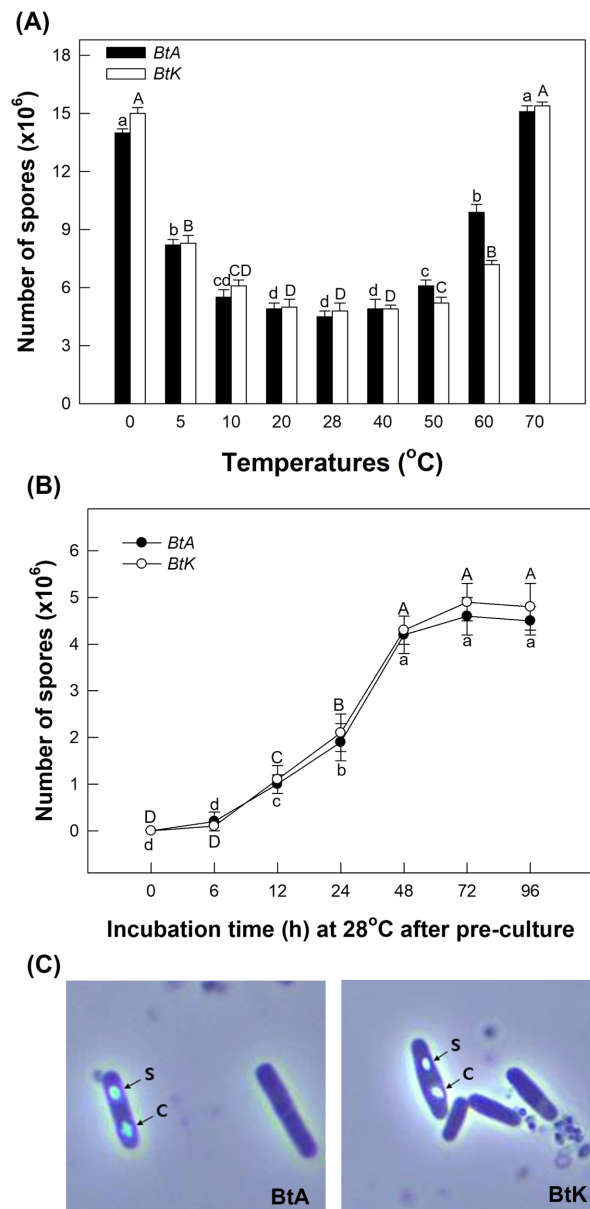 (A)
18
15
12
9
6
3
0
Number of spores (x10⁶)
BtA
BtK
a
A
b
B
cd
CD
d
D
d
D
d
D
c
C
b
B
a
A
0 5 10 20 28 40 50 60 70
Temperatures (°C)
(B)
6
5
4
3
2
1
0
Number of spores (x10⁶)
BtA
BtK
D
d
d
D
C
c
B
b
A
a
A
a
A
a
0 6 12 24 48 72 96
Incubation time (h) at 28°C after pre-culture
(C)
S
C
BtA
S
C
BtK